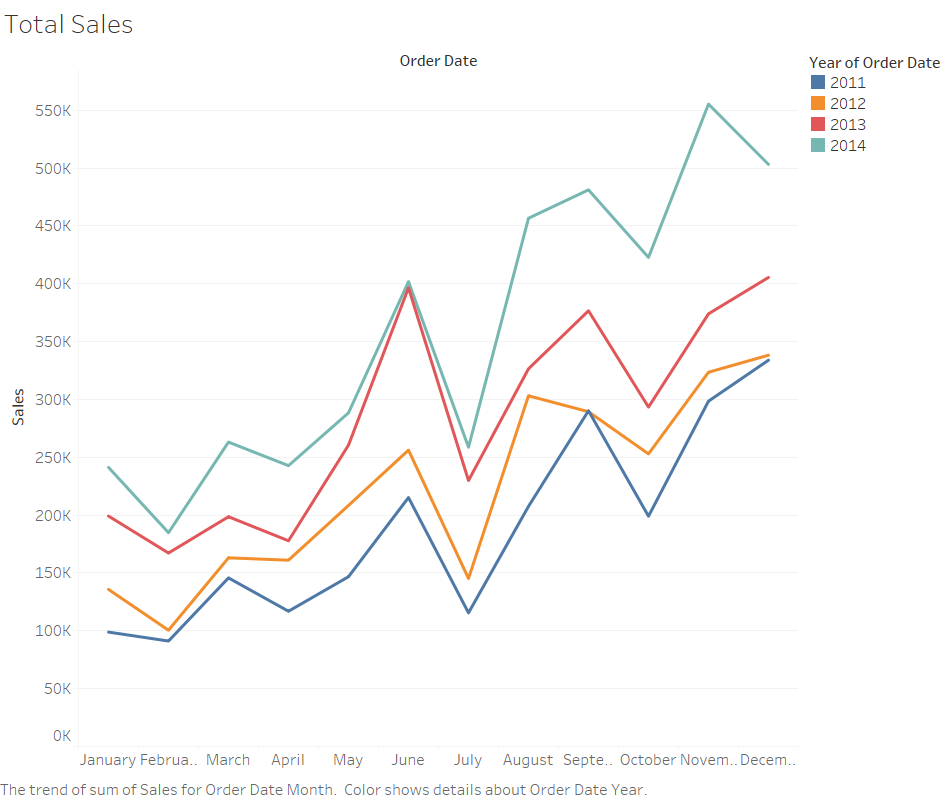 Total Sales
Order Date
Year of Order Date
2011
2012
2013
2014
550K
500K
450K
400K
350K
300K
250K
200K
150K
100K
50K
0K
Sales
January Februa.. March April May June July August Septe.. October Novem.. Decem..
The trend of sum of Sales for Order Date Month. Color shows details about Order Date Year.